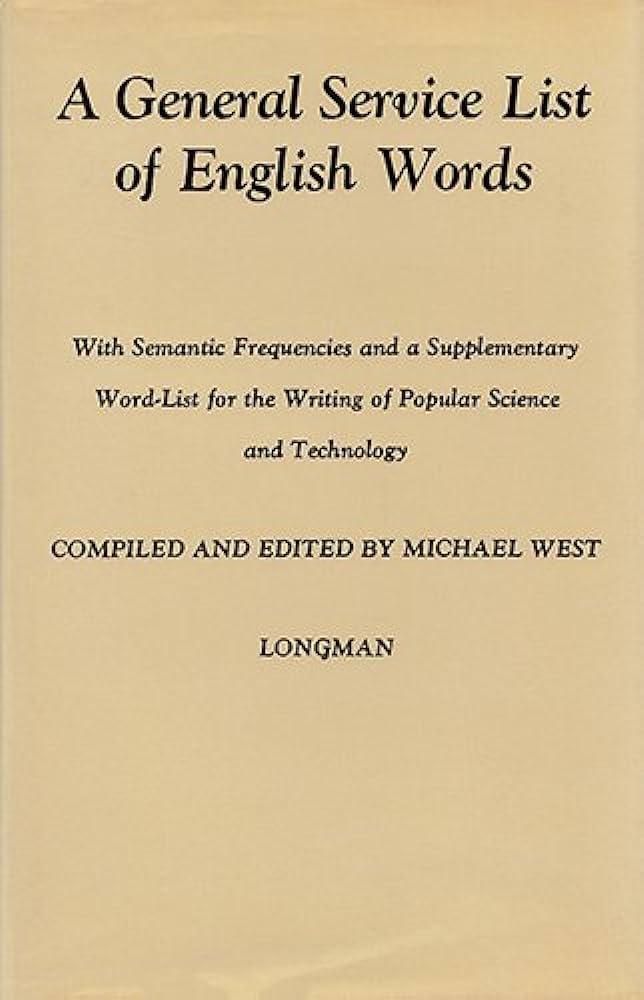 A General Service List
of English Words
With Semantic Frequencies and a Supplementary
Word-List for the Writing of Popular Science
and Technology
COMPILED AND EDITED BY MICHAEL WEST
LONGMAN